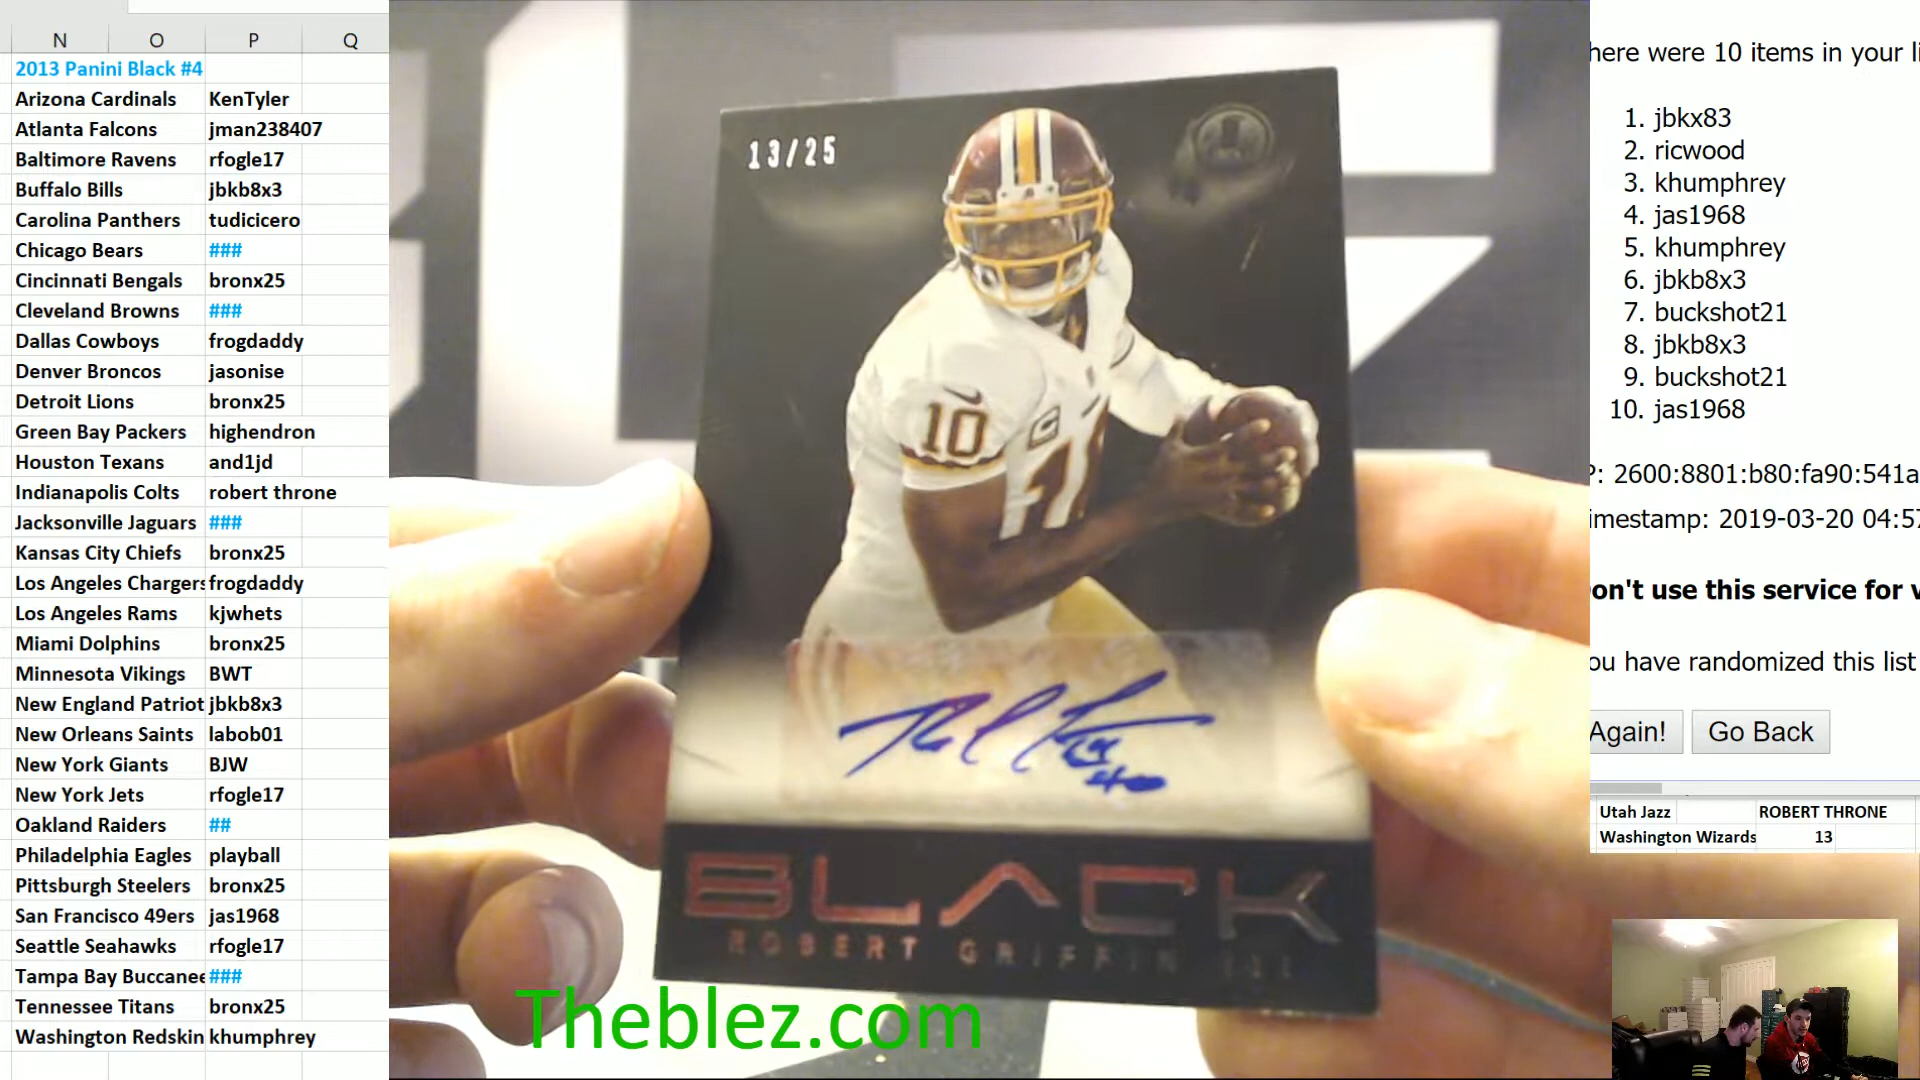 N O P Q
2013 Panini Black #4
Arizona Cardinals KenTyler
Atlanta Falcons jman238407
Baltimore Ravens rfogle17
Buffalo Bills jbkb8x3
Carolina Panthers tudicicero
Chicago Bears ###
Cincinnati Bengals bronx25
Cleveland Browns ###
Dallas Cowboys frogdaddy
Denver Broncos jasonise
Detroit Lions bronx25
Green Bay Packers highendron
Houston Texans and1jd
Indianapolis Colts robert throne
Jacksonville Jaguars ###
Kansas City Chiefs bronx25
Los Angeles Chargers frogdaddy
Los Angeles Rams kjwhets
Miami Dolphins bronx25
Minnesota Vikings BWT
New England Patriot jbkb8x3
New Orleans Saints labob01
New York Giants BJW
New York Jets rfogle17
Oakland Raiders ##
Philadelphia Eagles playball
Pittsburgh Steelers bronx25
San Francisco 49ers jas1968
Seattle Seahawks rfogle17
Tampa Bay Buccanee ###
Tennessee Titans bronx25
Washington Redskin khumphrey
13/25
10
BLACK
ROBERT GRIFFIN III
Theblez.com
here were 10 items in your li
1. jbkx83
2. ricwood
3. khumphrey
4. jas1968
5. khumphrey
6. jbkb8x3
7. buckshot21
8. jbkb8x3
9. buckshot21
10. jas1968
P: 2600:8801:b80:fa90:541a
imestamp: 2019-03-20 04:57
on't use this service for v
ou have randomized this list
Again! Go Back
Utah Jazz ROBERT THRONE
Washington Wizards 13